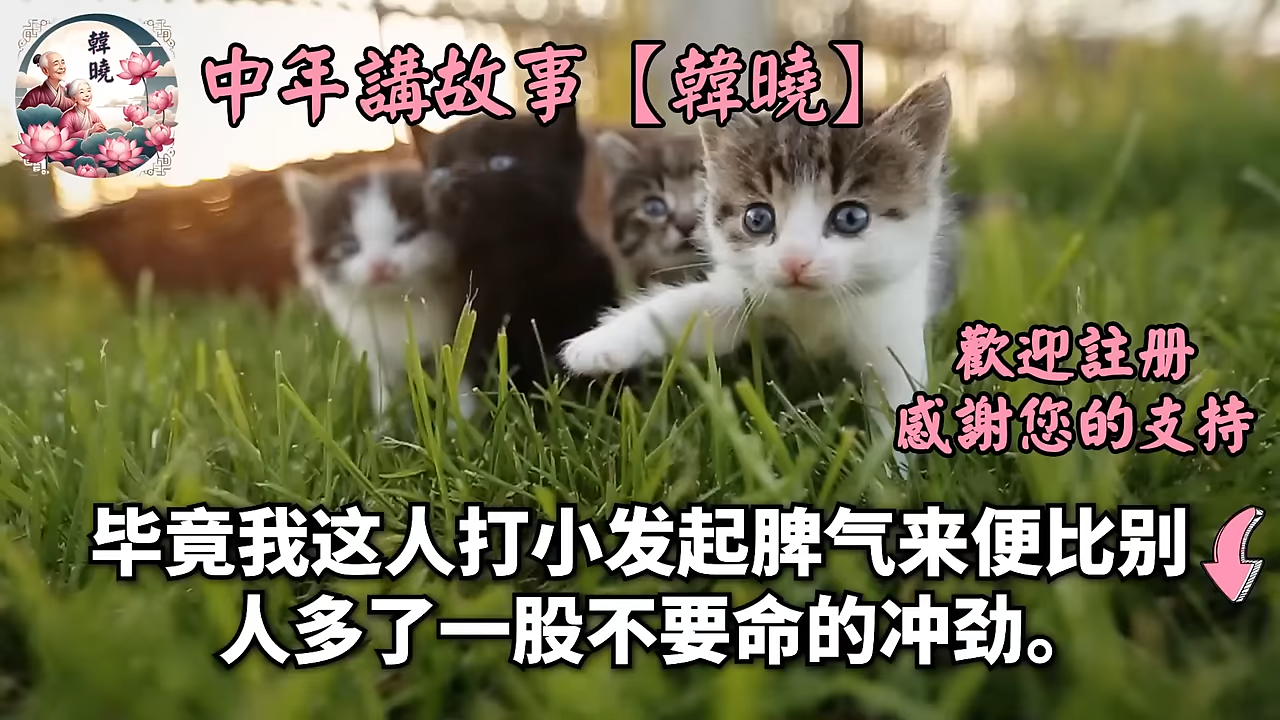 韓
曉
中年講故事【韓曉】
歡迎註册
感謝您的支持
毕竟我这人打小发起脾气来便比别
人多了一股不要命的冲劲。